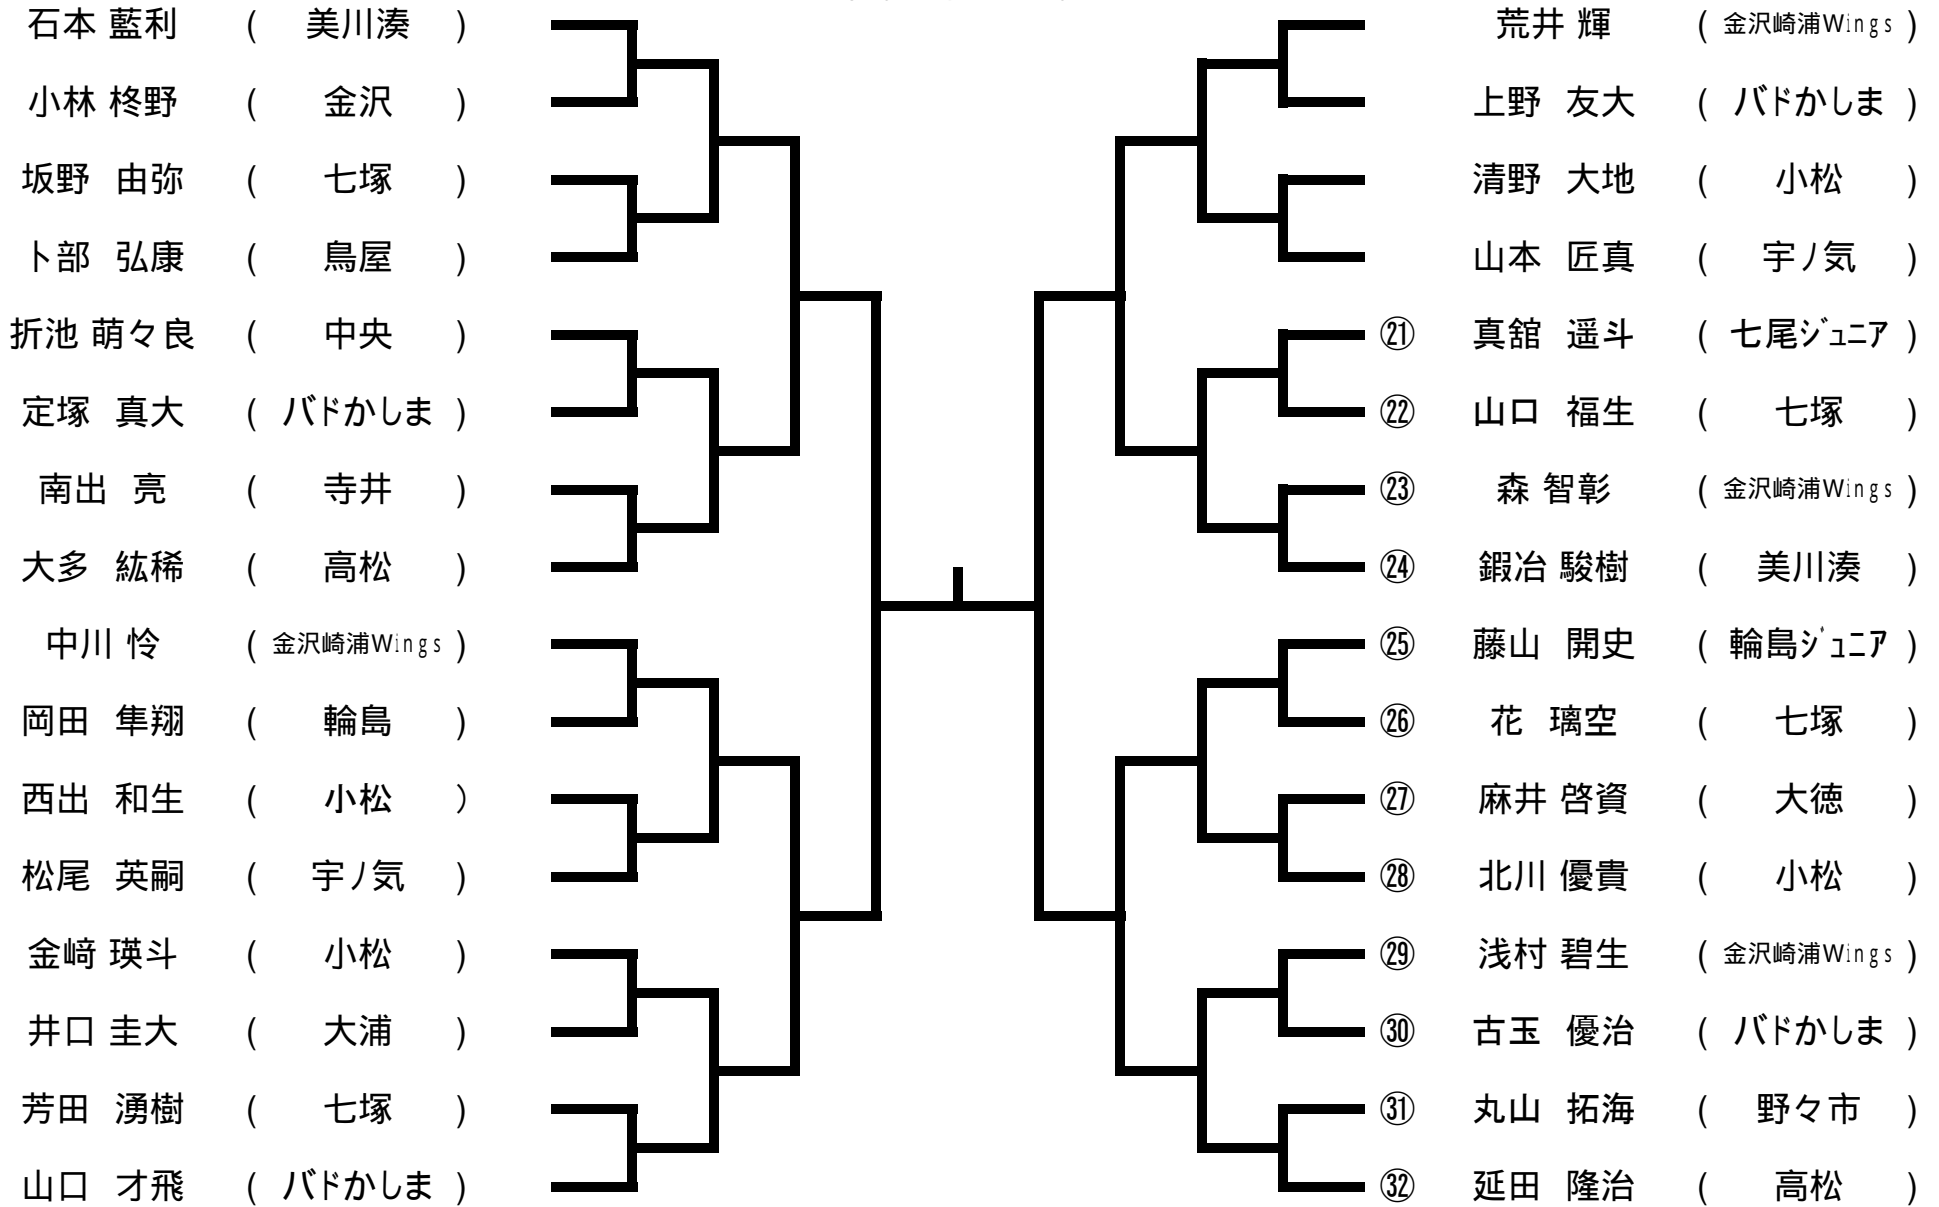 石本 藍利 ( 美川湊 )
小林 柊野 ( 金沢 )
坂野 由弥 ( 七塚 )
卜部 弘康 ( 鳥屋 )
折池 萌々良 ( 中央 )
定塚 真大 ( バドかしま )
南出 亮 ( 寺井 )
大多 紘稀 ( 高松 )
中川 怜 ( 金沢崎浦Wings )
岡田 隼翔 ( 輪島 )
西出 和生 ( 小松 )
松尾 英嗣 ( 宇ノ気 )
金﨑 瑛斗 ( 小松 )
井口 圭大 ( 大浦 )
芳田 湧樹 ( 七塚 )
山口 才飛 ( バドかしま )
荒井 輝 ( 金沢崎浦Wings )
上野 友大 ( バドかしま )
清野 大地 ( 小松 )
山本 匠真 ( 宇ノ気 )
㉑ 真舘 遥斗 ( 七尾ｼﾞｭﾆｱ )
㉒ 山口 福生 ( 七塚 )
㉓ 森 智彰 ( 金沢崎浦Wings )
㉔ 鍜冶 駿樹 ( 美川湊 )
㉕ 藤山 開史 ( 輪島ｼﾞｭﾆｱ )
㉖ 花 璃空 ( 七塚 )
㉗ 麻井 啓資 ( 大徳 )
㉘ 北川 優貴 ( 小松 )
㉙ 浅村 碧生 ( 金沢崎浦Wings )
㉚ 古玉 優治 ( バドかしま )
㉛ 丸山 拓海 ( 野々市 )
㉜ 延田 隆治 ( 高松 )